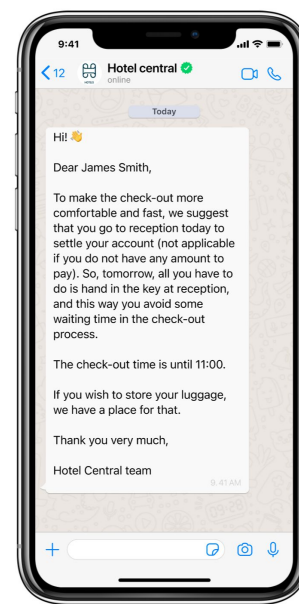 9:41
12
HOTEL
Hotel central
online
Today
Hi! 👋
Dear James Smith,
To make the check-out more
comfortable and fast, we suggest
that you go to reception today to
settle your account (not applicable
if you do not have any amount to
pay). So, tomorrow, all you have to
do is hand in the key at reception,
and this way you avoid some
waiting time in the check-out
process.
The check-out time is until 11:00.
If you wish to store your luggage,
we have a place for that.
Thank you very much,
Hotel Central team
9.41 AM